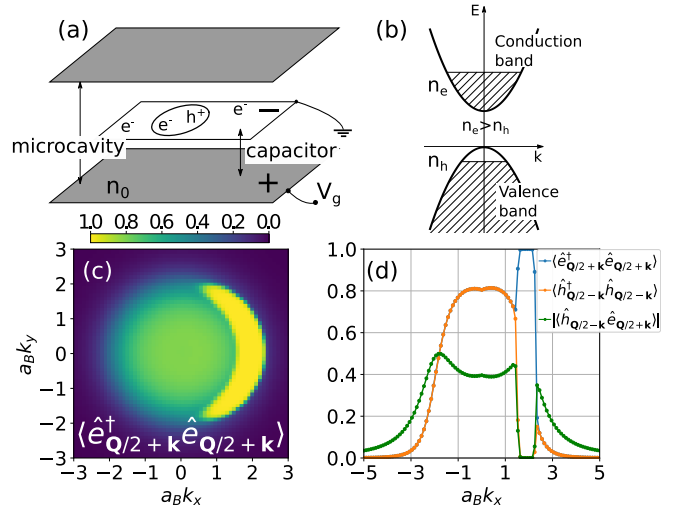 (a)
e⁻
−
h⁺
e⁻
e⁻
microcavity
capacitor
n₀
+
V_g
(b)
E
Conduction
band
nₑ
nₑ>n_h
k
n_h
Valence
band
1.0 0.8 0.6 0.4 0.2 0.0
(c)
3
2
1
0
−1
−2
−3
a_B k_y
⟨ê†_{Q/2+k} ê_{Q/2+k}⟩
−3 −2 −1 0 1 2 3
a_B k_x
(d)
1.0
0.8
0.6
0.4
0.2
0.0
⟨ê†_{Q/2+k} ê_{Q/2+k}⟩
⟨ĥ†_{Q/2−k} ĥ_{Q/2−k}⟩
|⟨ĥ_{Q/2−k} ê_{Q/2+k}⟩|
−5 −3 −1 1 3 5
a_B k_x